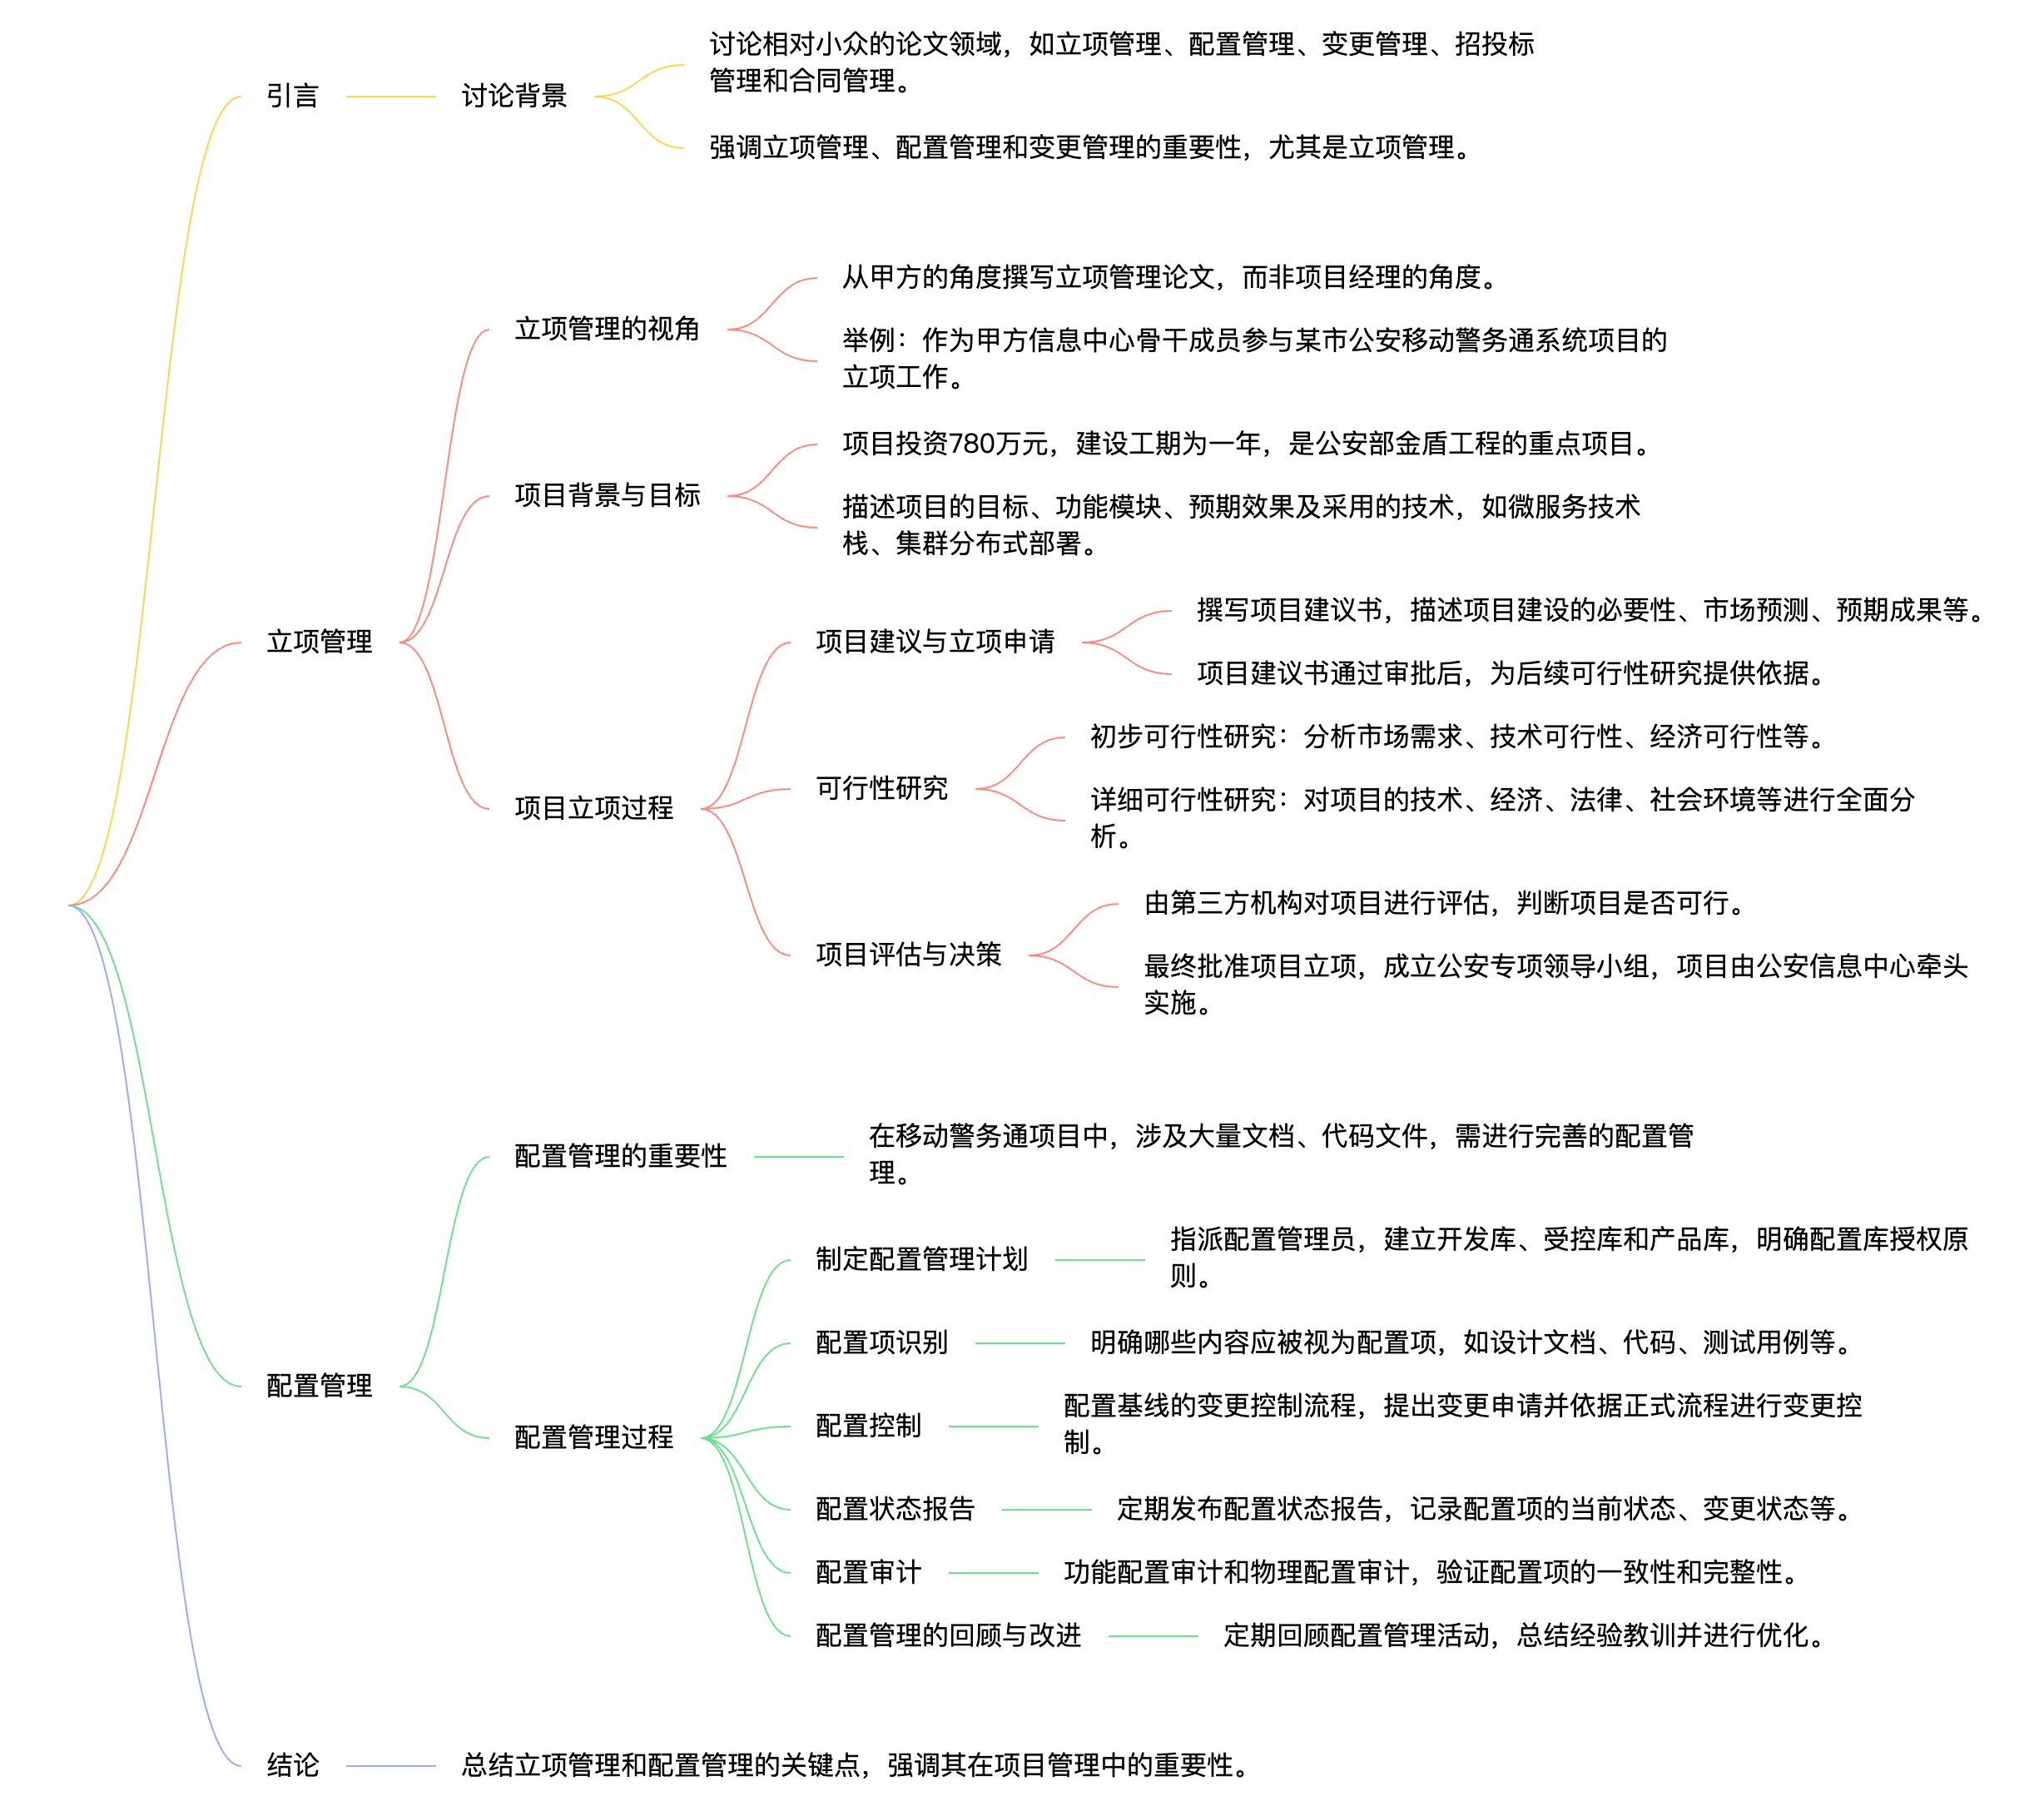 引言
讨论背景
讨论相对小众的论文领域，如立项管理、配置管理、变更管理、招投标
管理和合同管理。
强调立项管理、配置管理和变更管理的重要性，尤其是立项管理。
立项管理
立项管理的视角
从甲方的角度撰写立项管理论文，而非项目经理的角度。
举例：作为甲方信息中心骨干成员参与某市公安移动警务通系统项目的
立项工作。
项目背景与目标
项目投资780万元，建设工期为一年，是公安部金盾工程的重点项目。
描述项目的目标、功能模块、预期效果及采用的技术，如微服务技术
栈、集群分布式部署。
项目立项过程
项目建议与立项申请
撰写项目建议书，描述项目建设的必要性、市场预测、预期成果等。
项目建议书通过审批后，为后续可行性研究提供依据。
可行性研究
初步可行性研究：分析市场需求、技术可行性、经济可行性等。
详细可行性研究：对项目的技术、经济、法律、社会环境等进行全面分
析。
项目评估与决策
由第三方机构对项目进行评估，判断项目是否可行。
最终批准项目立项，成立公安专项领导小组，项目由公安信息中心牵头
实施。
配置管理
配置管理的重要性
在移动警务通项目中，涉及大量文档、代码文件，需进行完善的配置管
理。
配置管理过程
制定配置管理计划
指派配置管理员，建立开发库、受控库和产品库，明确配置库授权原
则。
配置项识别
明确哪些内容应被视为配置项，如设计文档、代码、测试用例等。
配置控制
配置基线的变更控制流程，提出变更申请并依据正式流程进行变更控
制。
配置状态报告
定期发布配置状态报告，记录配置项的当前状态、变更状态等。
配置审计
功能配置审计和物理配置审计，验证配置项的一致性和完整性。
配置管理的回顾与改进
定期回顾配置管理活动，总结经验教训并进行优化。
结论
总结立项管理和配置管理的关键点，强调其在项目管理中的重要性。